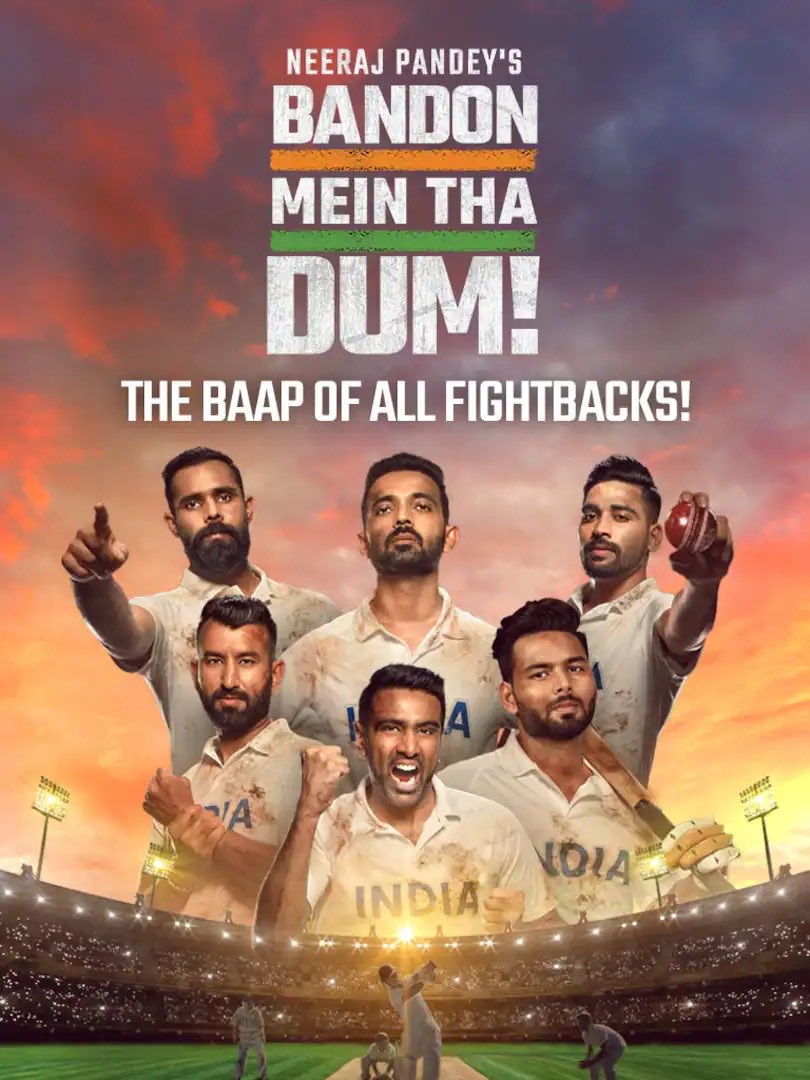 NEERAJ PANDEY'S
BANDON
MEIN THA
DUM!
THE BAAP OF ALL FIGHTBACKS!
INDIA